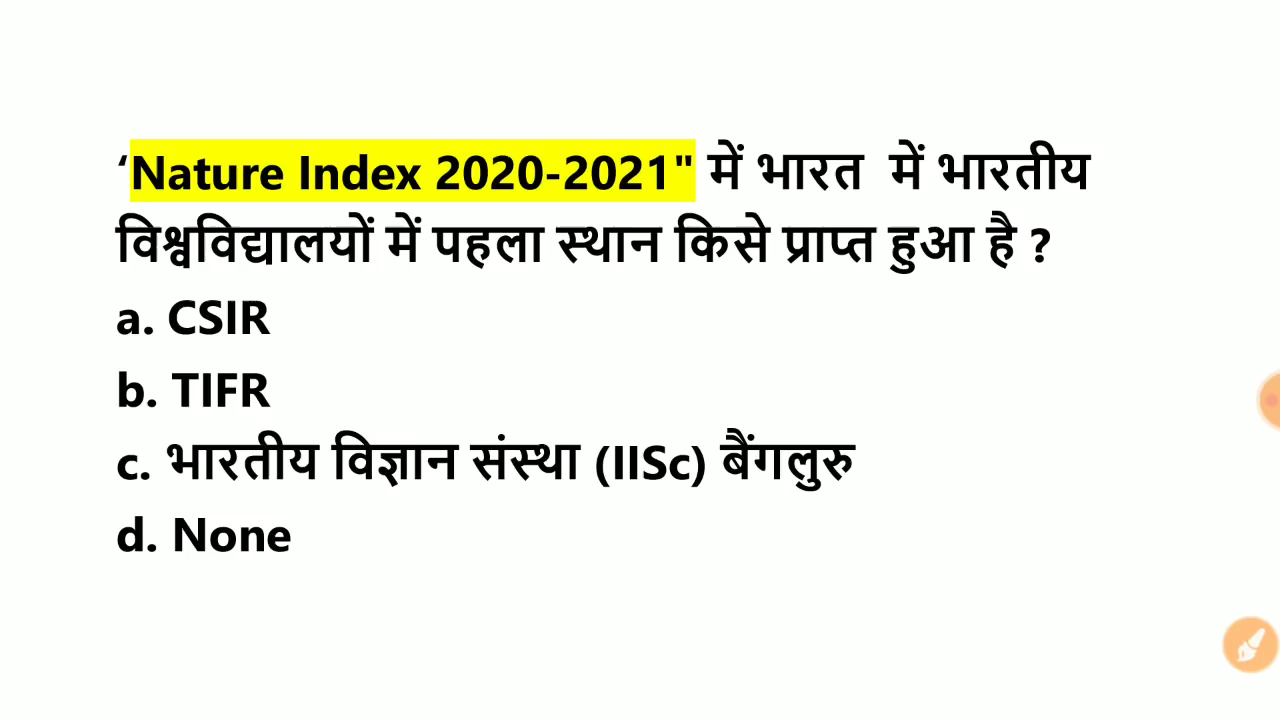 ‘Nature Index 2020-2021" में भारत  में भारतीय
विश्वविद्यालयों में पहला स्थान किसे प्राप्त हुआ है ?
a. CSIR
b. TIFR
c. भारतीय विज्ञान संस्था (IISc) बैंगलुरु
d. None